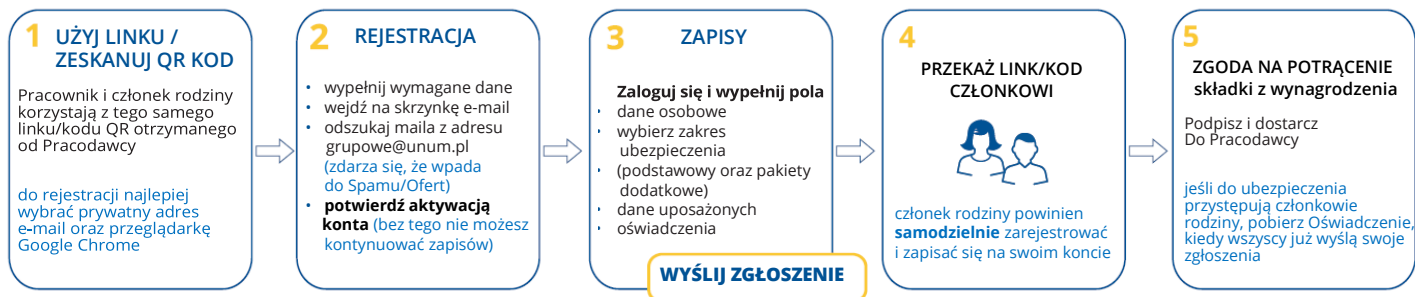 1 UŻYJ LINKU /
ZESKANUJ QR KOD
Pracownik i członek rodziny
korzystają z tego samego
linku/kodu QR otrzymanego
od Pracodawcy
do rejestracji najlepiej
wybrać prywatny adres
e-mail oraz przeglądarkę
Google Chrome
2 REJESTRACJA
• wypełnij wymagane dane
• wejdź na skrzynkę e-mail
• odszukaj maila z adresu
grupowe@unum.pl
(zdarza się, że wpada
do Spamu/Ofert)
• potwierdź aktywację
konta (bez tego nie możesz
kontynuować zapisów)
3 ZAPISY
Zaloguj się i wypełnij pola
• dane osobowe
• wybierz zakres
ubezpieczenia
• (podstawowy oraz pakiety
dodatkowe)
• dane uposażonych
• oświadczenia
WYŚLIJ ZGŁOSZENIE
4
PRZEKAŻ LINK/KOD
CZŁONKOWI
członek rodziny powinien
samodzielnie zarejestrować
i zapisać się na swoim koncie
5
ZGODA NA POTRĄCENIE
składki z wynagrodzenia
Podpisz i dostarcz
Do Pracodawcy
jeśli do ubezpieczenia
przystępują członkowie
rodziny, pobierz Oświadczenie,
kiedy wszyscy już wyślą swoje
zgłoszenia